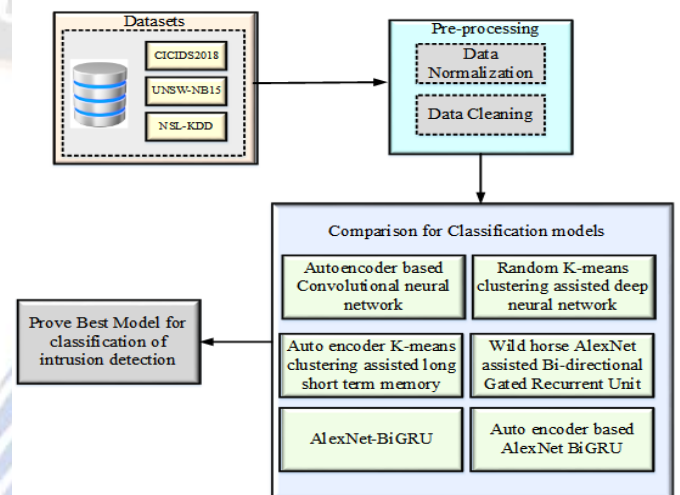 Datasets
CICIDS2018
UNSW-NB15
NSL-KDD
Pre-processing
Data
Normalization
Data Cleaning
Comparison for Classification models
Autoencoder based
Convolutional neural
network
Random K-means
clustering assisted deep
neural network
Auto encoder K-means
clustering assisted long
short term memory
Wild horse AlexNet
assisted Bi-directional
Gated Recurrent Unit
AlexNet-BiGRU
Auto encoder based
AlexNet BiGRU
Prove Best Model for
classification of
intrusion detection